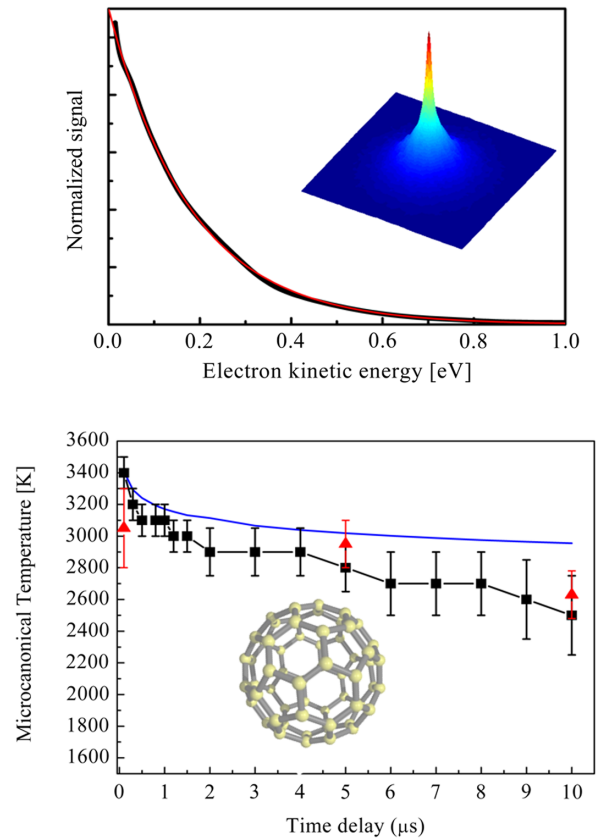 Normalized signal
0.0 0.2 0.4 0.6 0.8 1.0
Electron kinetic energy [eV]
Microcanonical Temperature [K]
3600
3400
3200
3000
2800
2600
2400
2200
2000
1800
1600
0 1 2 3 4 5 6 7 8 9 10
Time delay (µs)